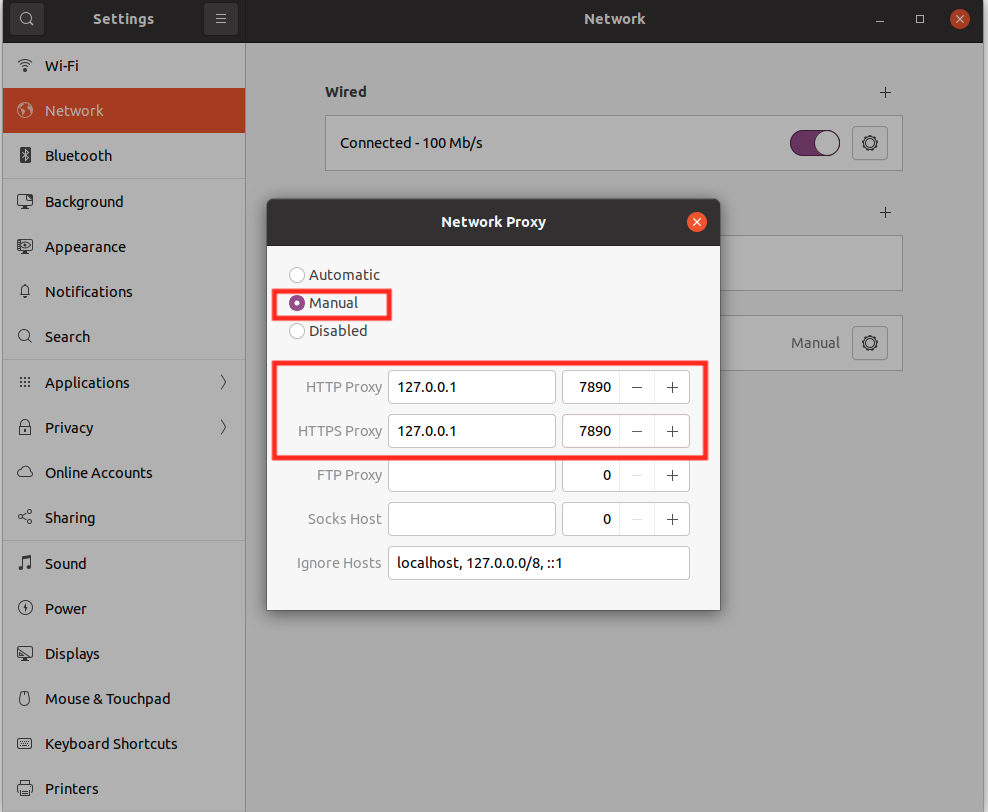 Settings
Network
Wi-Fi
Network
Bluetooth
Background
Appearance
Notifications
Search
Applications
Privacy
Online Accounts
Sharing
Sound
Power
Displays
Mouse & Touchpad
Keyboard Shortcuts
Printers
Wired
Connected - 100 Mb/s
Manual
Network Proxy
Automatic
Manual
Disabled
HTTP Proxy 127.0.0.1 7890
HTTPS Proxy 127.0.0.1 7890
FTP Proxy 0
Socks Host 0
Ignore Hosts localhost, 127.0.0.0/8, ::1